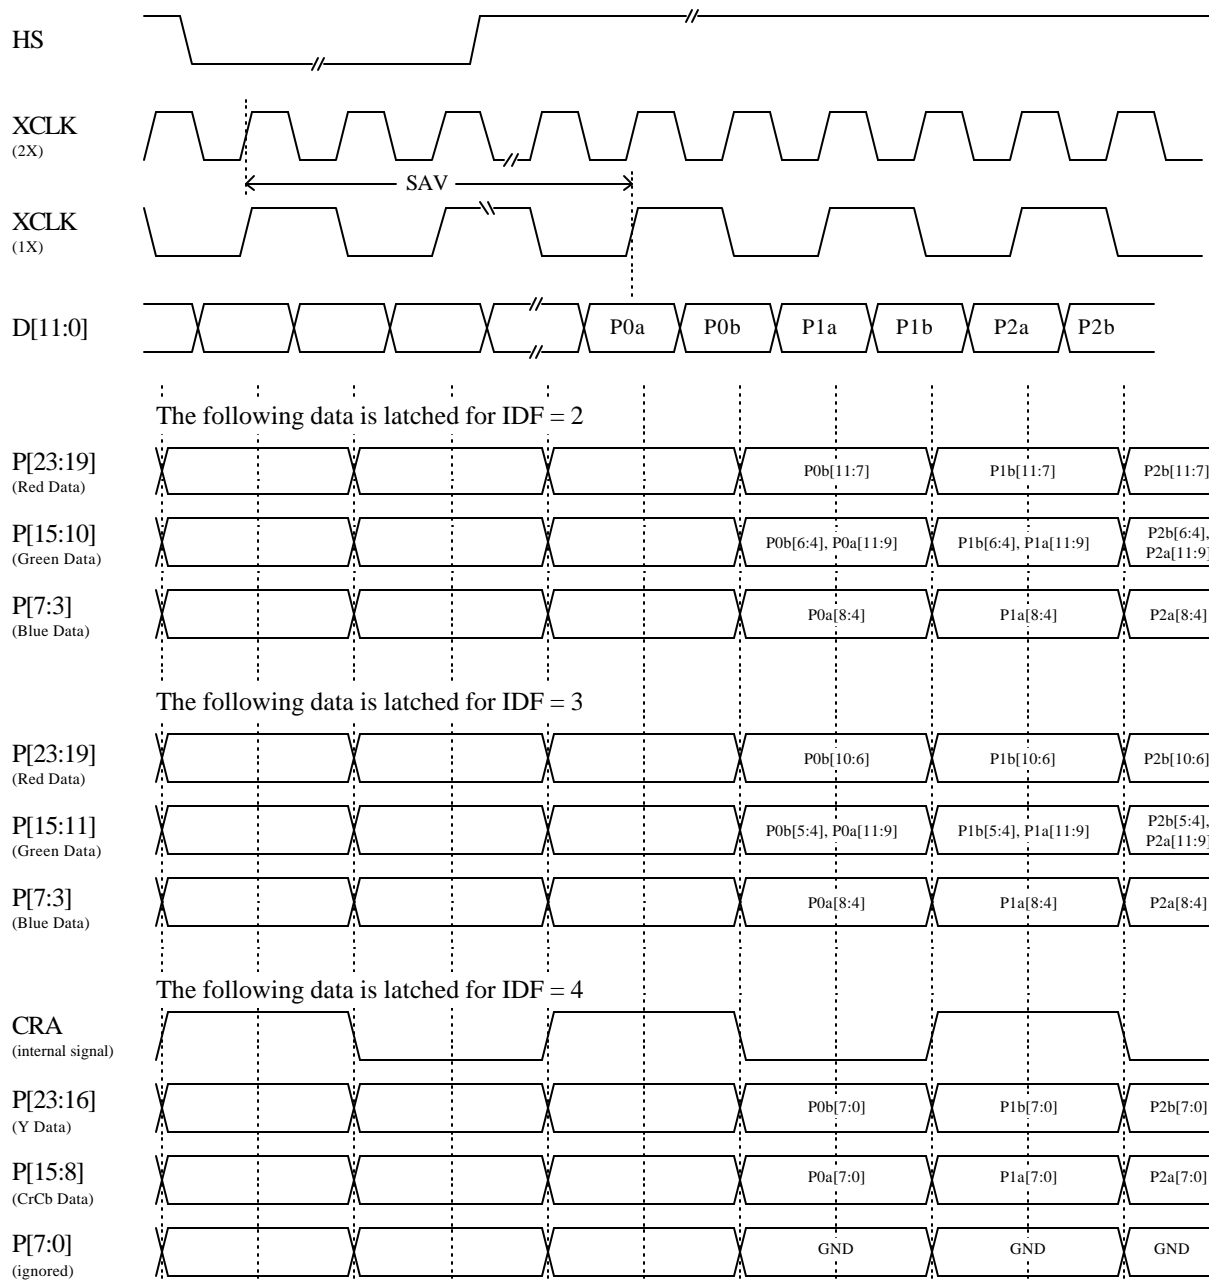 HS
XCLK
(2X)
SAV
XCLK
(1X)
D[11:0]
P0a
P0b
P1a
P1b
P2a
P2b
The following data is latched for IDF = 2
P[23:19]
(Red Data)
P0b[11:7]
P1b[11:7]
P2b[11:7]
P[15:10]
(Green Data)
P0b[6:4], P0a[11:9]
P1b[6:4], P1a[11:9]
P2b[6:4],
P2a[11:9]
P[7:3]
(Blue Data)
P0a[8:4]
P1a[8:4]
P2a[8:4]
The following data is latched for IDF = 3
P[23:19]
(Red Data)
P0b[10:6]
P1b[10:6]
P2b[10:6]
P[15:11]
(Green Data)
P0b[5:4], P0a[11:9]
P1b[5:4], P1a[11:9]
P2b[5:4],
P2a[11:9]
P[7:3]
(Blue Data)
P0a[8:4]
P1a[8:4]
P2a[8:4]
The following data is latched for IDF = 4
CRA
(internal signal)
P[23:16]
(Y Data)
P0b[7:0]
P1b[7:0]
P2b[7:0]
P[15:8]
(CrCb Data)
P0a[7:0]
P1a[7:0]
P2a[7:0]
P[7:0]
(ignored)
GND
GND
GND